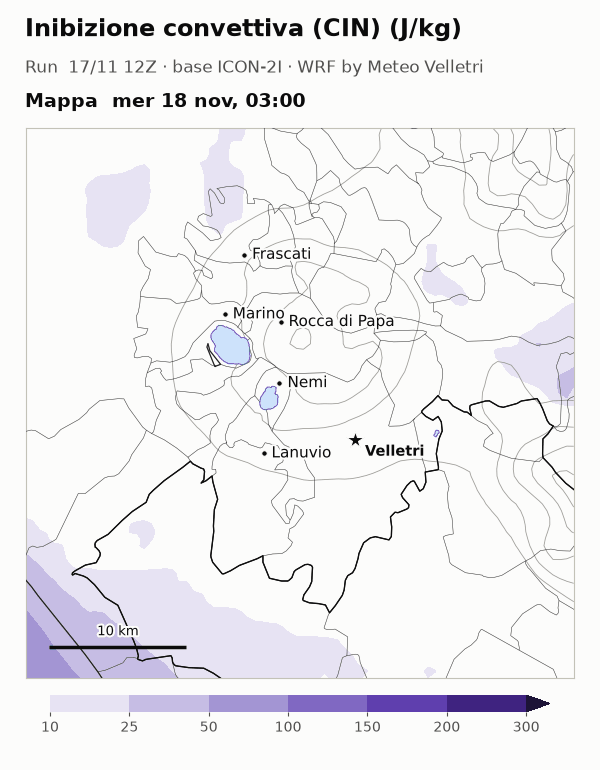 Inibizione convettiva (CIN) (J/kg)
Run  17/11 12Z · base ICON-2I · WRF by Meteo Velletri
Mappa  mer 18 nov, 03:00
Frascati
Marino
Rocca di Papa
Nemi
Velletri
Lanuvio
10 km
10 25 50 100 150 200 300